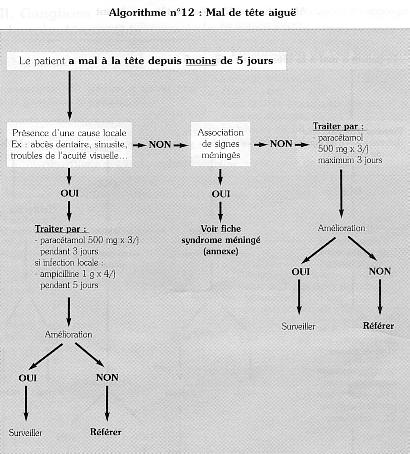 Algorithme n°12 : Mal de tête aiguë
Le patient a mal à la tête depuis moins de 5 jours
Présence d'une cause locale
Ex : abcès dentaire, sinusite,
troubles de l'acuité visuelle...
NON
Association
de signes
méningés
NON
Traiter par :
- paracétamol
500 mg x 3/j
maximum 3 jours
OUI
OUI
Traiter par :
- paracétamol 500 mg x 3/j
pendant 3 jours
si infection locale :
- ampicilline 1 g x 4/j
pendant 5 jours
Voir fiche
syndrome méningé
(annexe)
Amélioration
OUI
NON
Surveiller
Référer
Amélioration
OUI
NON
Surveiller
Référer